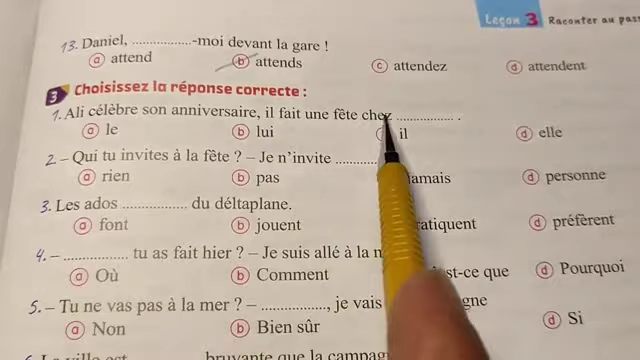 Leçon 3 Raconter au pas
13. Daniel, ................-moi devant la gare !
a attend b attends c attendez d attendent
3 Choisissez la réponse correcte :
1. Ali célèbre son anniversaire, il fait une fête chez ............... .
a le b lui il d elle
2 – Qui tu invites à la fête ? – Je n'invite ...........
a rien b pas jamais d personne
3. Les ados ................. du déltaplane.
a font b jouent ratiquent d préfèrent
4. – ................. tu as fait hier ? – Je suis allé à la
a Où b Comment st-ce que d Pourquoi
5. – Tu ne vas pas à la mer ? – ................., je vais gne
a Non b Bien sûr d Si
bruyante que la campag